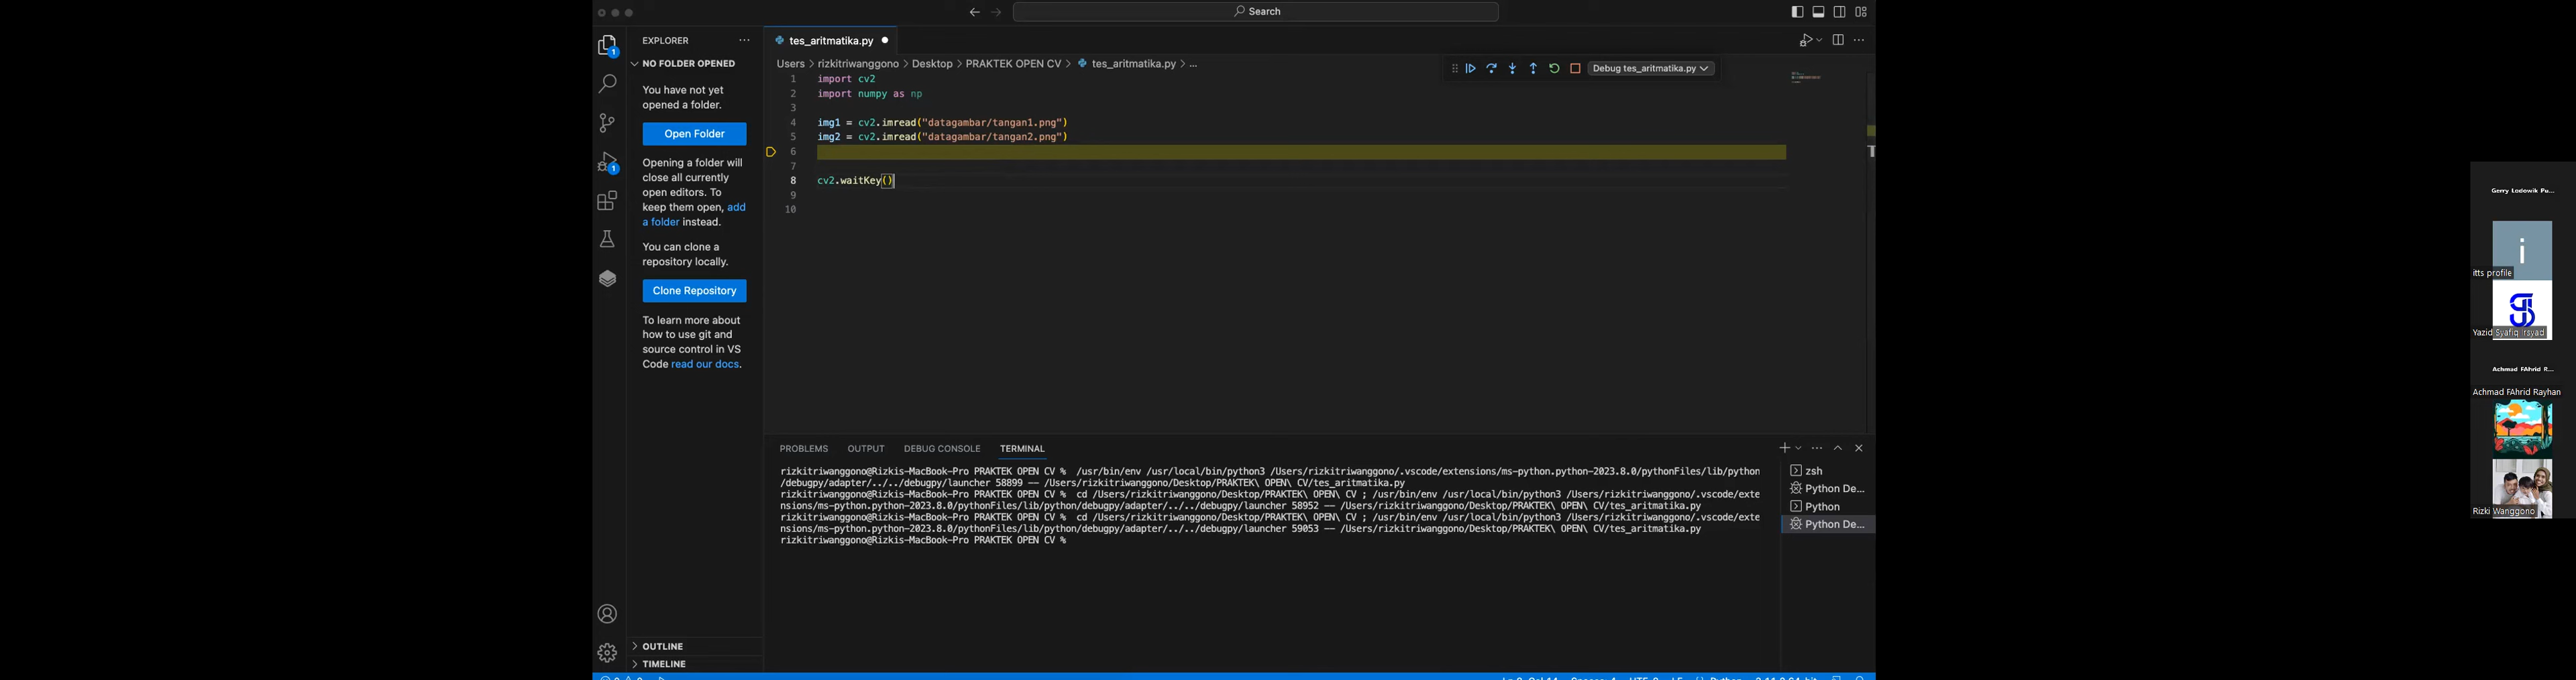 Search
EXPLORER
NO FOLDER OPENED
You have not yet
opened a folder.
Open Folder
Opening a folder will
close all currently
open editors. To
keep them open, add
a folder instead.
You can clone a
repository locally.
Clone Repository
To learn more about
how to use git and
source control in VS
Code read our docs.
OUTLINE
TIMELINE
tes_aritmatika.py
Users > rizkitriwanggono > Desktop > PRAKTEK OPEN CV > tes_aritmatika.py > ...
Debug tes_aritmatika.py
1 import cv2
2 import numpy as np
3
4 img1 = cv2.imread("datagambar/tangan1.png")
5 img2 = cv2.imread("datagambar/tangan2.png")
6
7
8 cv2.waitKey()
9
10
PROBLEMS OUTPUT DEBUG CONSOLE TERMINAL
rizkitriwanggono@Rizkis-MacBook-Pro PRAKTEK OPEN CV % /usr/bin/env /usr/local/bin/python3 /Users/rizkitriwanggono/.vscode/extensions/ms-python.python-2023.8.0/pythonFiles/lib/python
/debugpy/adapter/../../debugpy/launcher 58899 -- /Users/rizkitriwanggono/Desktop/PRAKTEK\ OPEN\ CV/tes_aritmatika.py
rizkitriwanggono@Rizkis-MacBook-Pro PRAKTEK OPEN CV % cd /Users/rizkitriwanggono/Desktop/PRAKTEK\ OPEN\ CV ; /usr/bin/env /usr/local/bin/python3 /Users/rizkitriwanggono/.vscode/exte
nsions/ms-python.python-2023.8.0/pythonFiles/lib/python/debugpy/adapter/../../debugpy/launcher 58952 -- /Users/rizkitriwanggono/Desktop/PRAKTEK\ OPEN\ CV/tes_aritmatika.py
rizkitriwanggono@Rizkis-MacBook-Pro PRAKTEK OPEN CV % cd /Users/rizkitriwanggono/Desktop/PRAKTEK\ OPEN\ CV ; /usr/bin/env /usr/local/bin/python3 /Users/rizkitriwanggono/.vscode/exte
nsions/ms-python.python-2023.8.0/pythonFiles/lib/python/debugpy/adapter/../../debugpy/launcher 59053 -- /Users/rizkitriwanggono/Desktop/PRAKTEK\ OPEN\ CV/tes_aritmatika.py
rizkitriwanggono@Rizkis-MacBook-Pro PRAKTEK OPEN CV %
zsh
Python De...
Python
Python De...
Gerry Lodowik Pu...
i
itts profile
Yazid Syafiq Irsyad
Achmad FAhrid R...
Achmad FAhrid Rayhan
Rizki Wanggono